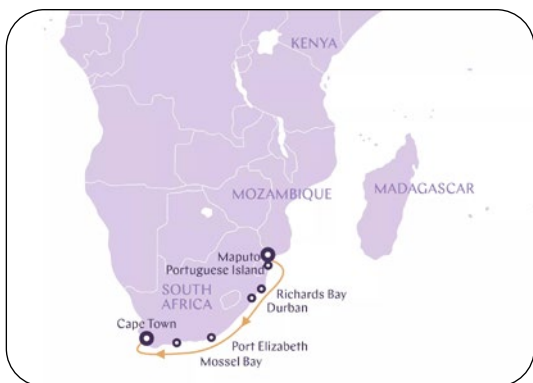 KENYA
MOZAMBIQUE
MADAGASCAR
Maputo
Portuguese Island
SOUTH
AFRICA
Richards Bay
Durban
Cape Town
Port Elizabeth
Mossel Bay